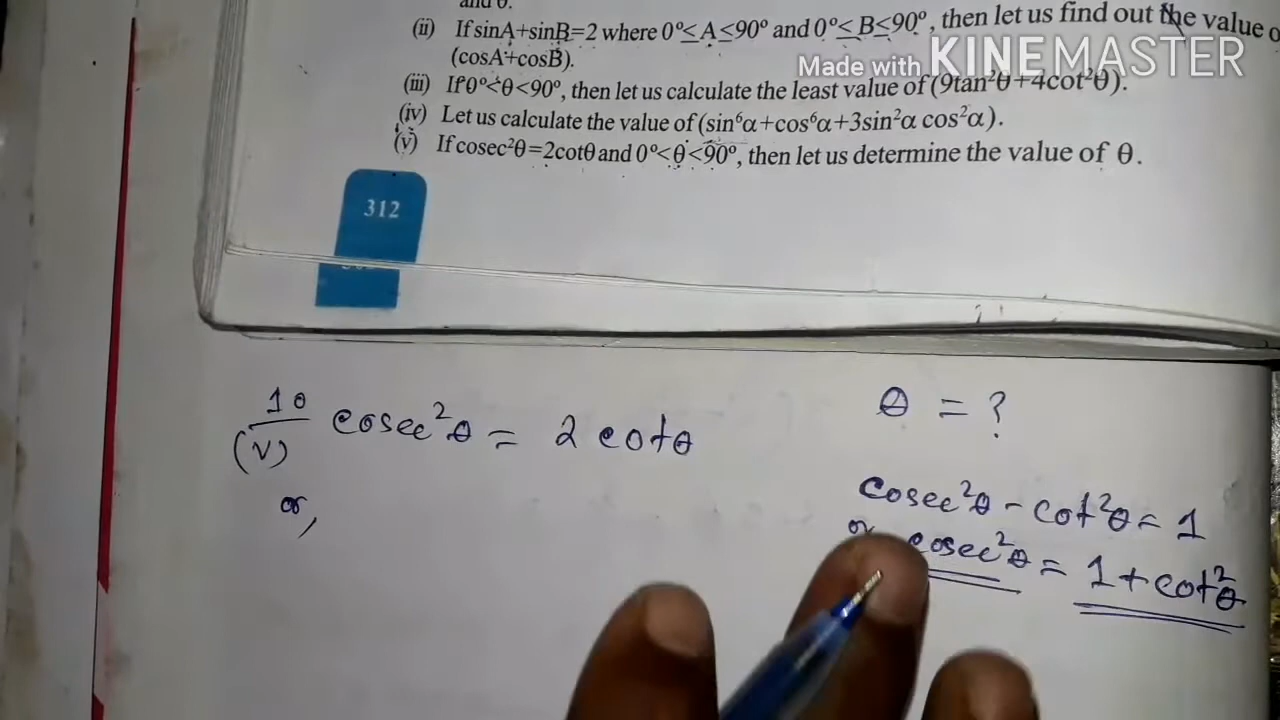 and θ.
(ii) If sinA+sinB=2 where 0°≤A≤90° and 0°≤B≤90°, then let us find out the value o
(cosA+cosB).
Made with KINEMASTER
(iii) If 0°<θ<90°, then let us calculate the least value of (9tan²θ+4cot²θ).
(iv) Let us calculate the value of (sin⁶α+cos⁶α+3sin²α cos²α).
(v) If cosec²θ=2cotθ and 0°<θ<90°, then let us determine the value of θ.
312
10
(v) cosec²θ = 2 cotθ
θ = ?
or,
cosec²θ - cot²θ = 1
or cosec²θ = 1 + cot²θ